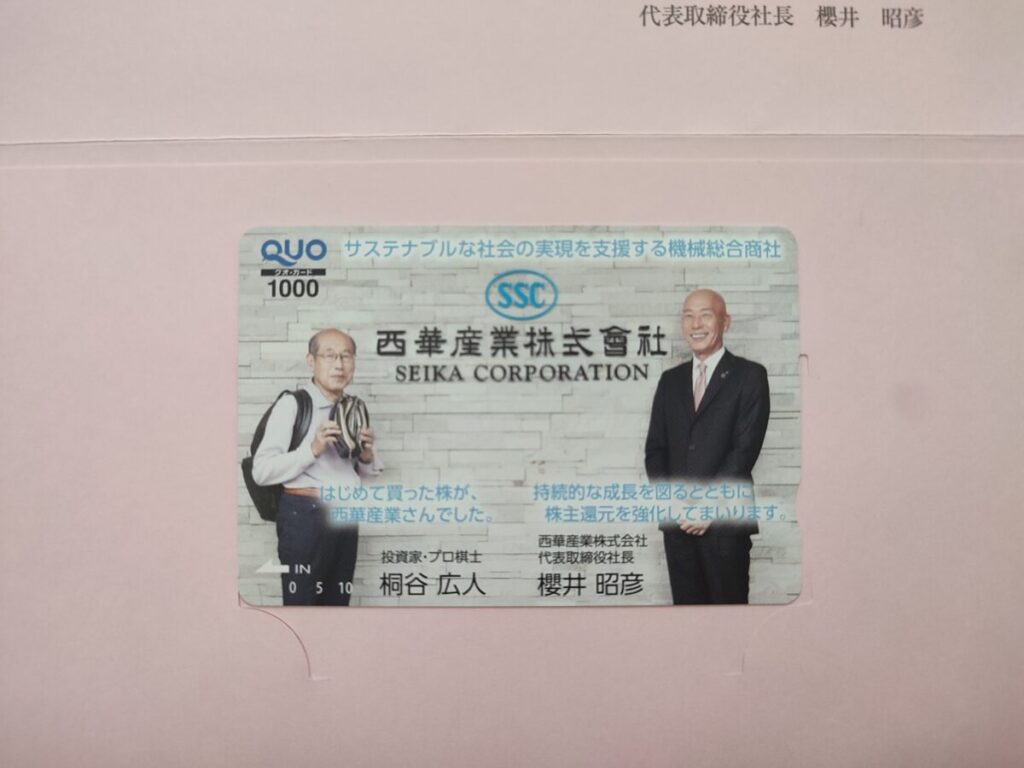 代表取締役社長 櫻井 昭彦
QUO サステナブルな社会の実現を支援する機械総合商社
クオ・カード
1000
SSC
西華産業株式會社
SEIKA CORPORATION
はじめて買った株が、
西華産業さんでした。
持続的な成長を図るとともに
株主還元を強化してまいります。
投資家・プロ棋士
桐谷 広人
西華産業株式会社
代表取締役社長
櫻井 昭彦
IN
0 5 10